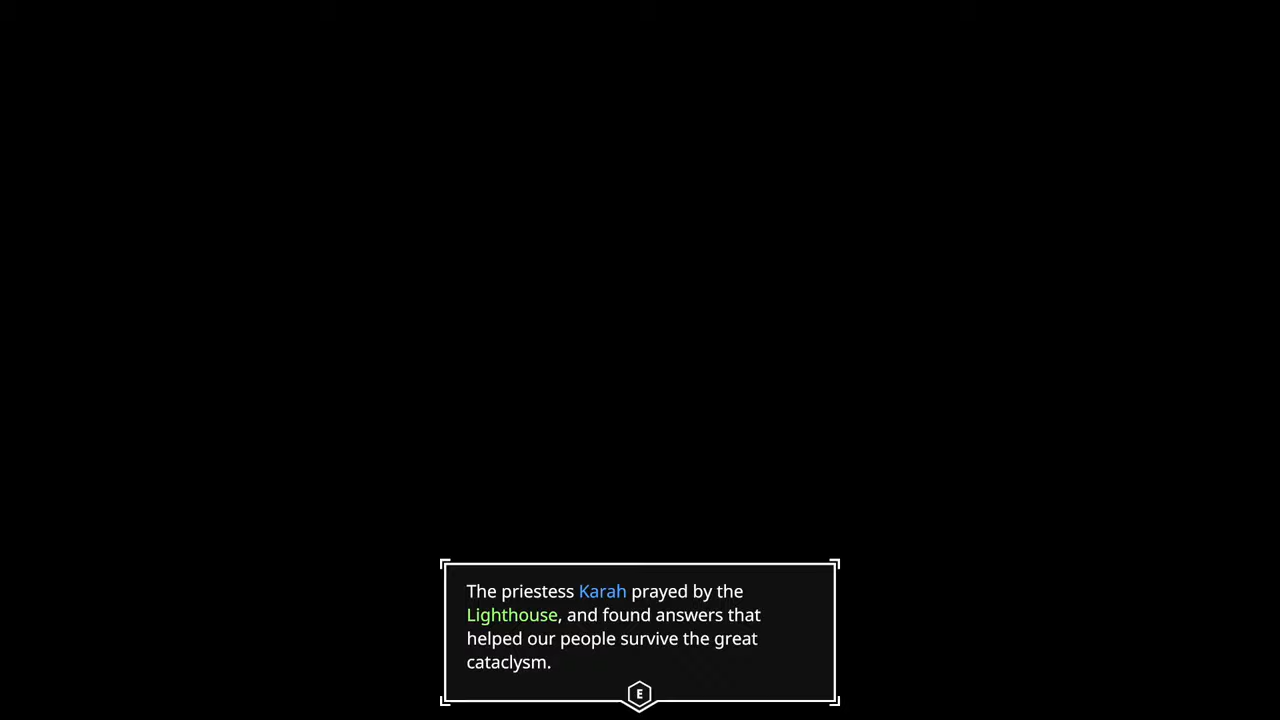 The priestess Karah prayed by the
Lighthouse, and found answers that
helped our people survive the great
cataclysm.
E